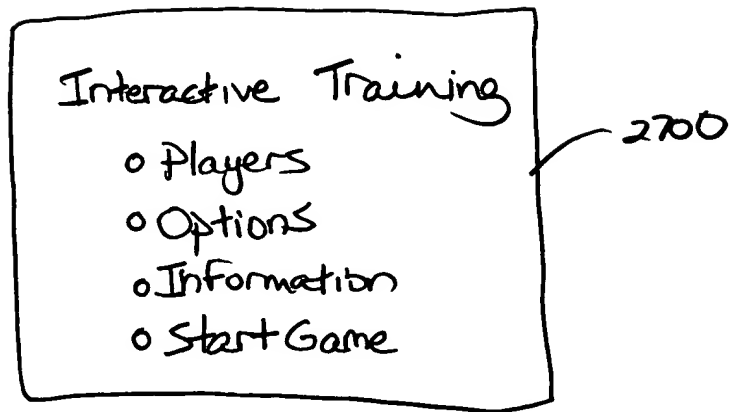 Interactive Training
o Players
o Options
o Information
o Start Game
2700